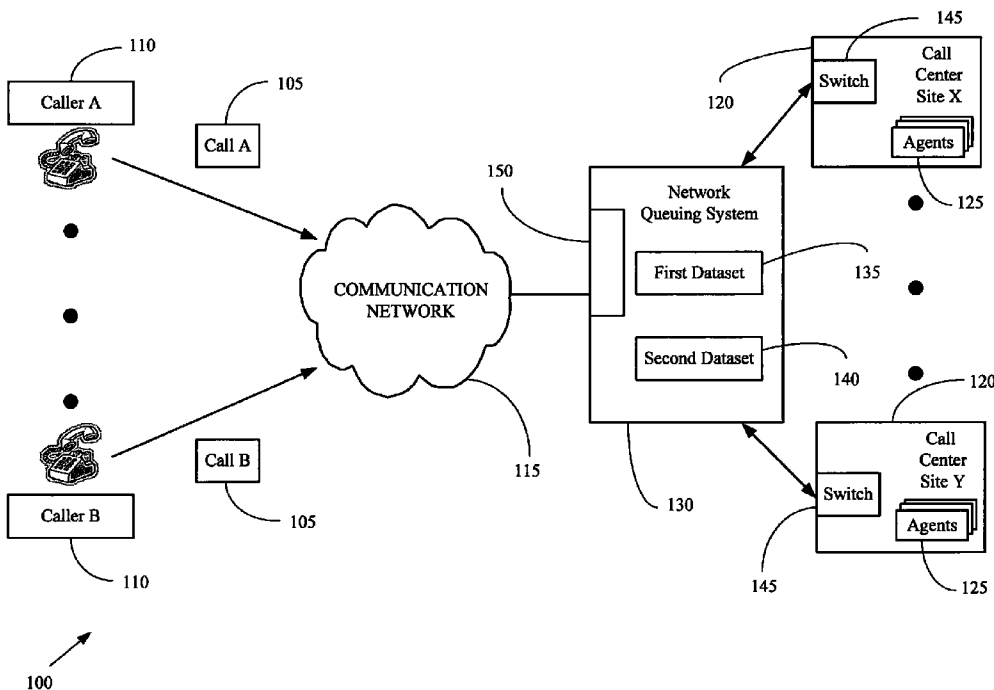 110
Caller A
105
Call A
COMMUNICATION
NETWORK
115
Call B
105
Caller B
110
100
150
Network
Queuing System
First Dataset
135
Second Dataset
140
130
145
120
Switch
Call
Center
Site X
Agents
125
120
Call
Center
Site Y
Switch
Agents
145
125